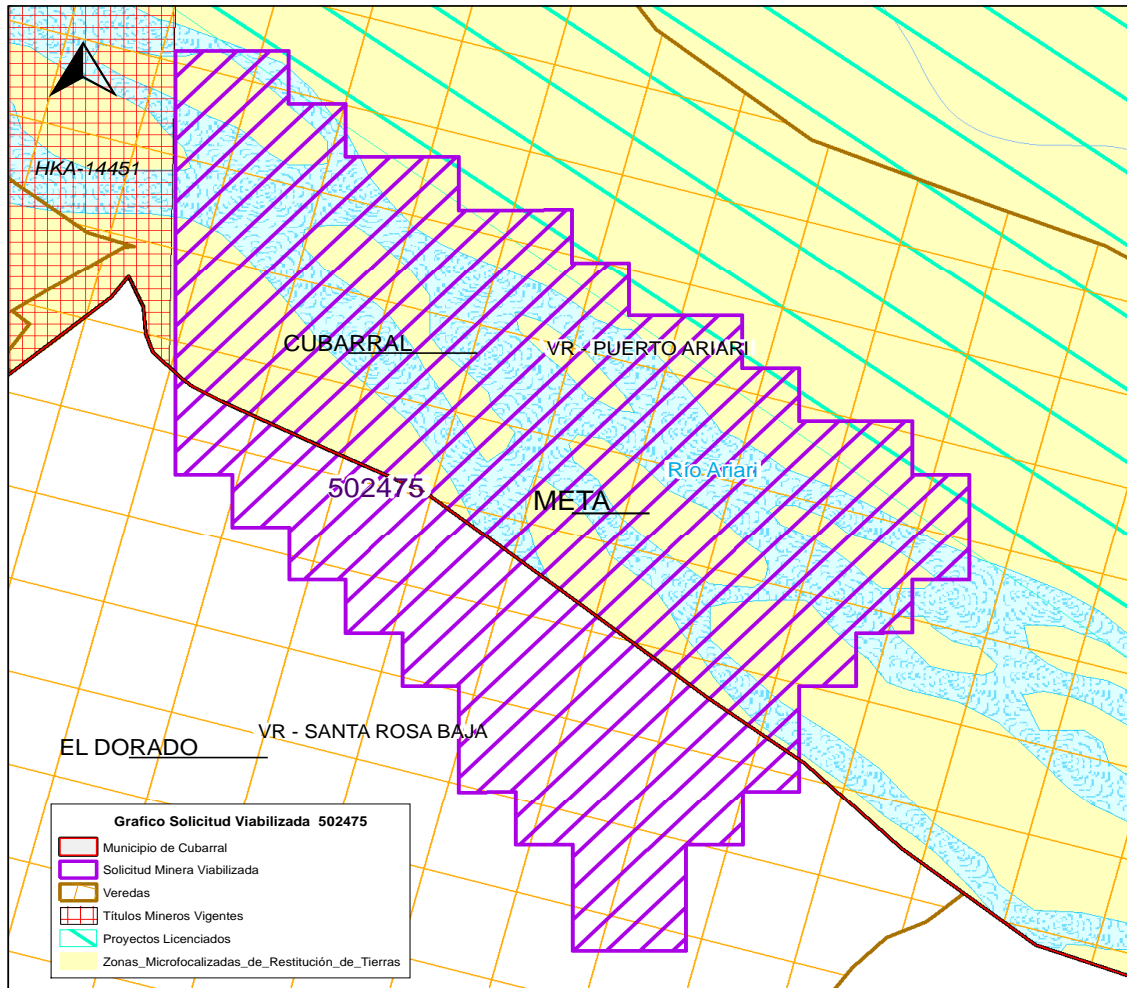 HKA-14451
CUBARRAL
VR - PUERTO ARIARI
Río Ariari
502475
META
VR - SANTA ROSA BAJA
EL DORADO
Grafico Solicitud Viabilizada 502475
Municipio de Cubarral
Solicitud Minera Viabilizada
Veredas
Títulos Mineros Vigentes
Proyectos Licenciados
Zonas_Microfocalizadas_de_Restitución_de_Tierras